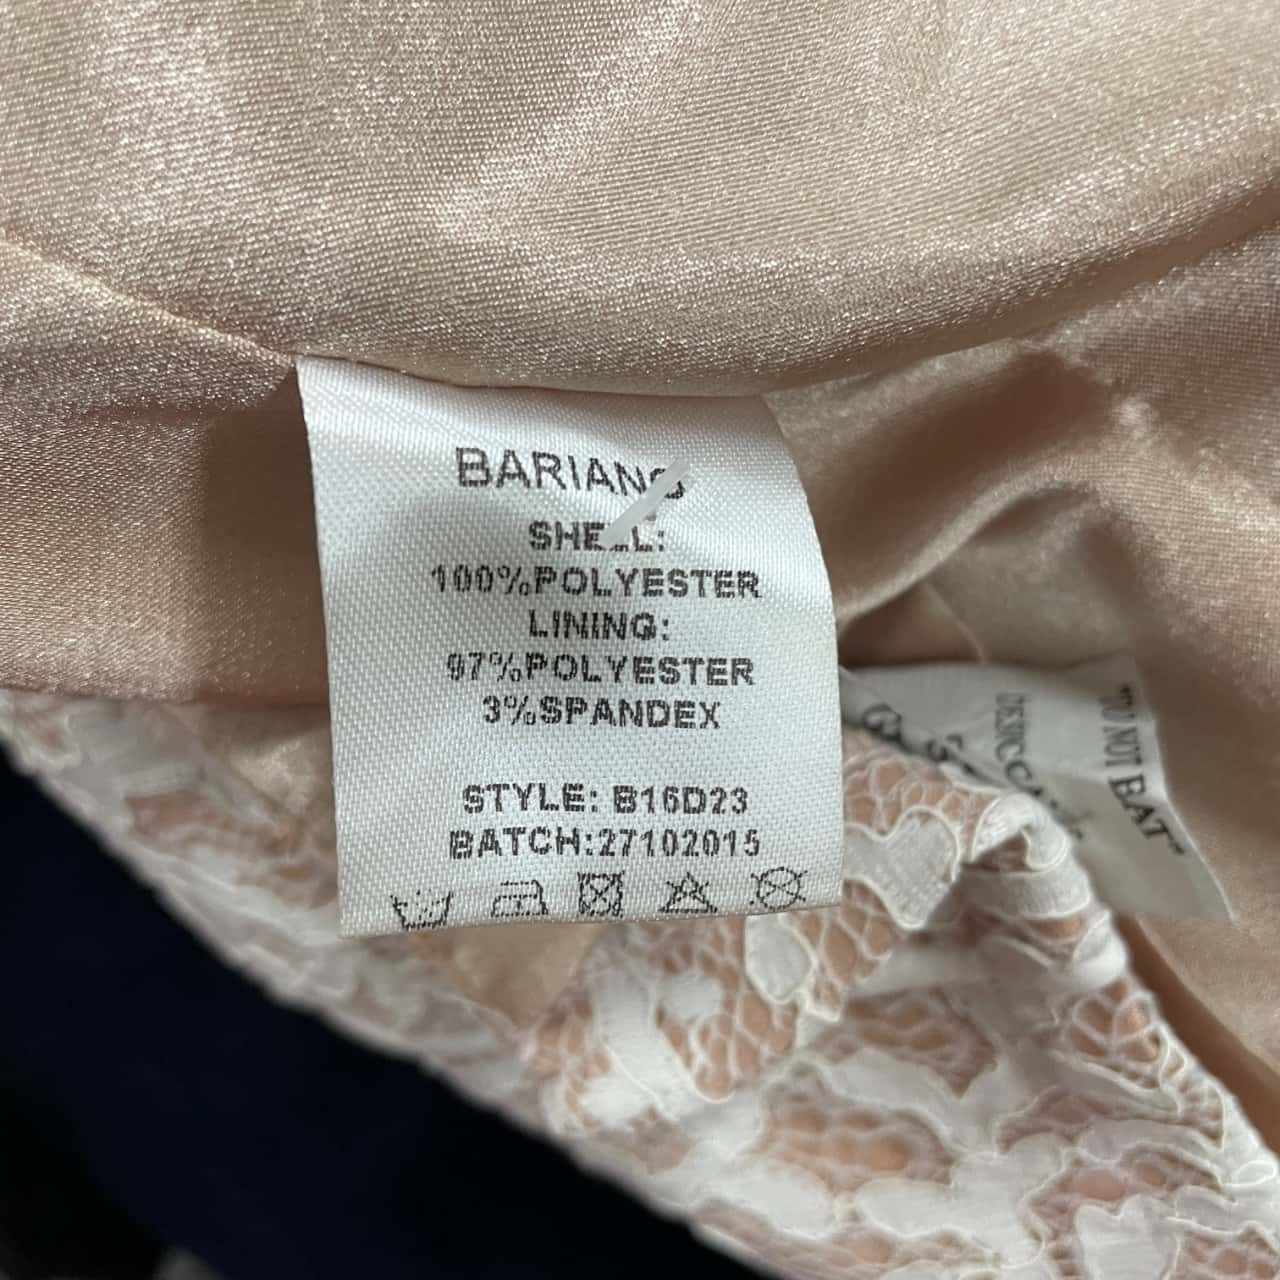 BARIANO
SHELL:
100%POLYESTER
LINING:
97%POLYESTER
3%SPANDEX
STYLE: B16D23
BATCH:27102015
"DO NOT EAT"